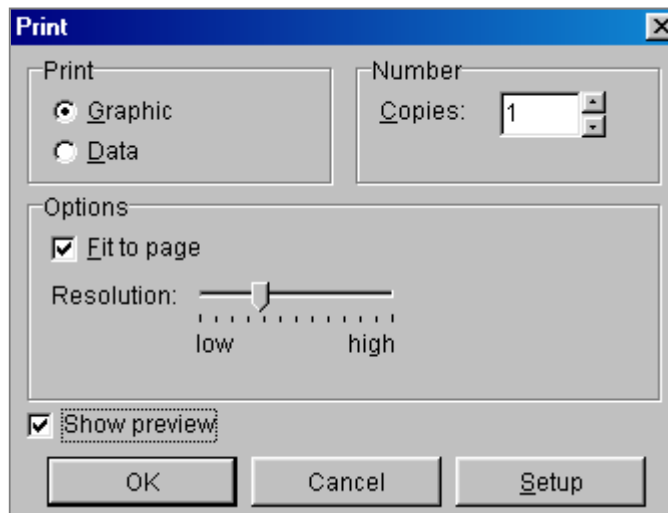 Print
Print
Graphic
Data
Number
Copies: 1
Options
Fit to page
Resolution:
low high
Show preview
OK Cancel Setup